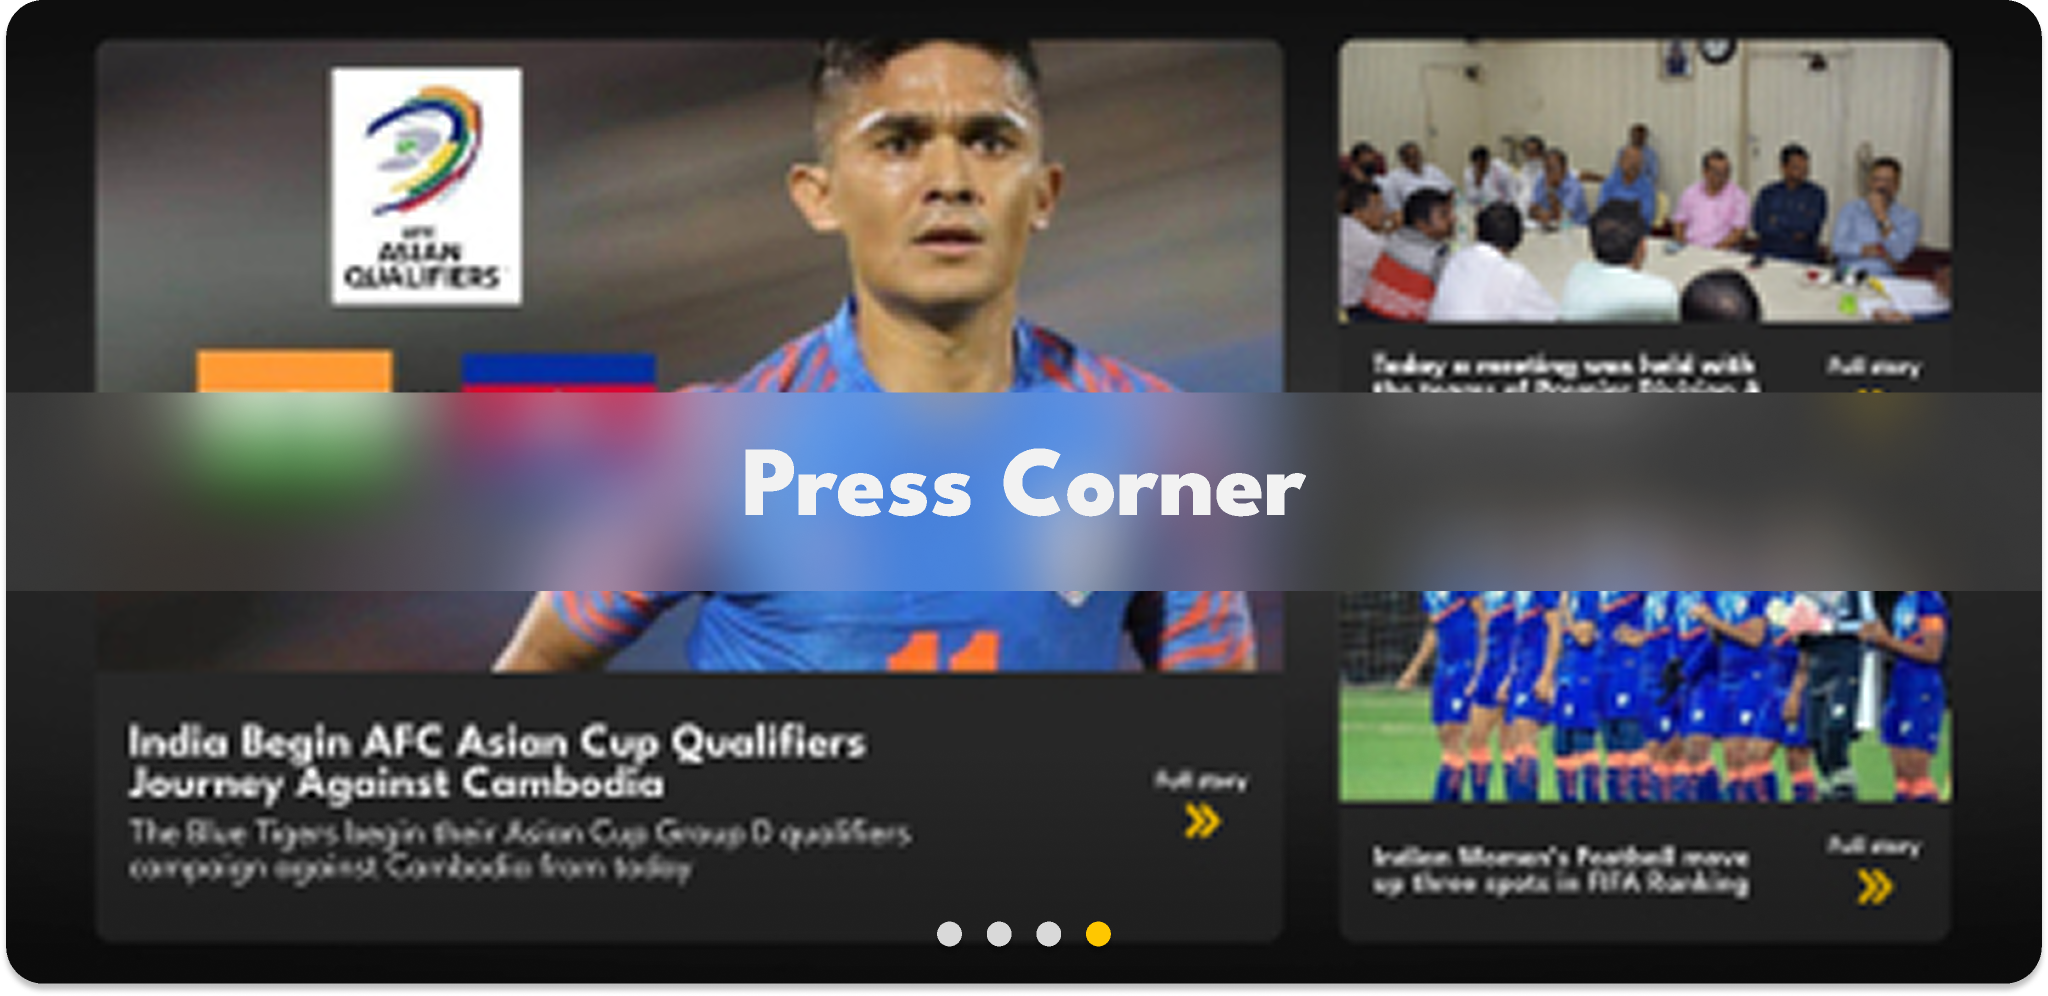 AFC
ASIAN
QUALIFIERS
Today a meeting was held with
the teams of Premier Division A
Full story
Press Corner
11
India Begin AFC Asian Cup Qualifiers
Journey Against Cambodia
The Blue Tigers begin their Asian Cup Group D qualifiers
campaign against Cambodia from today
Full story
Indian Women's Football move
up three spots in FIFA Ranking
Full story